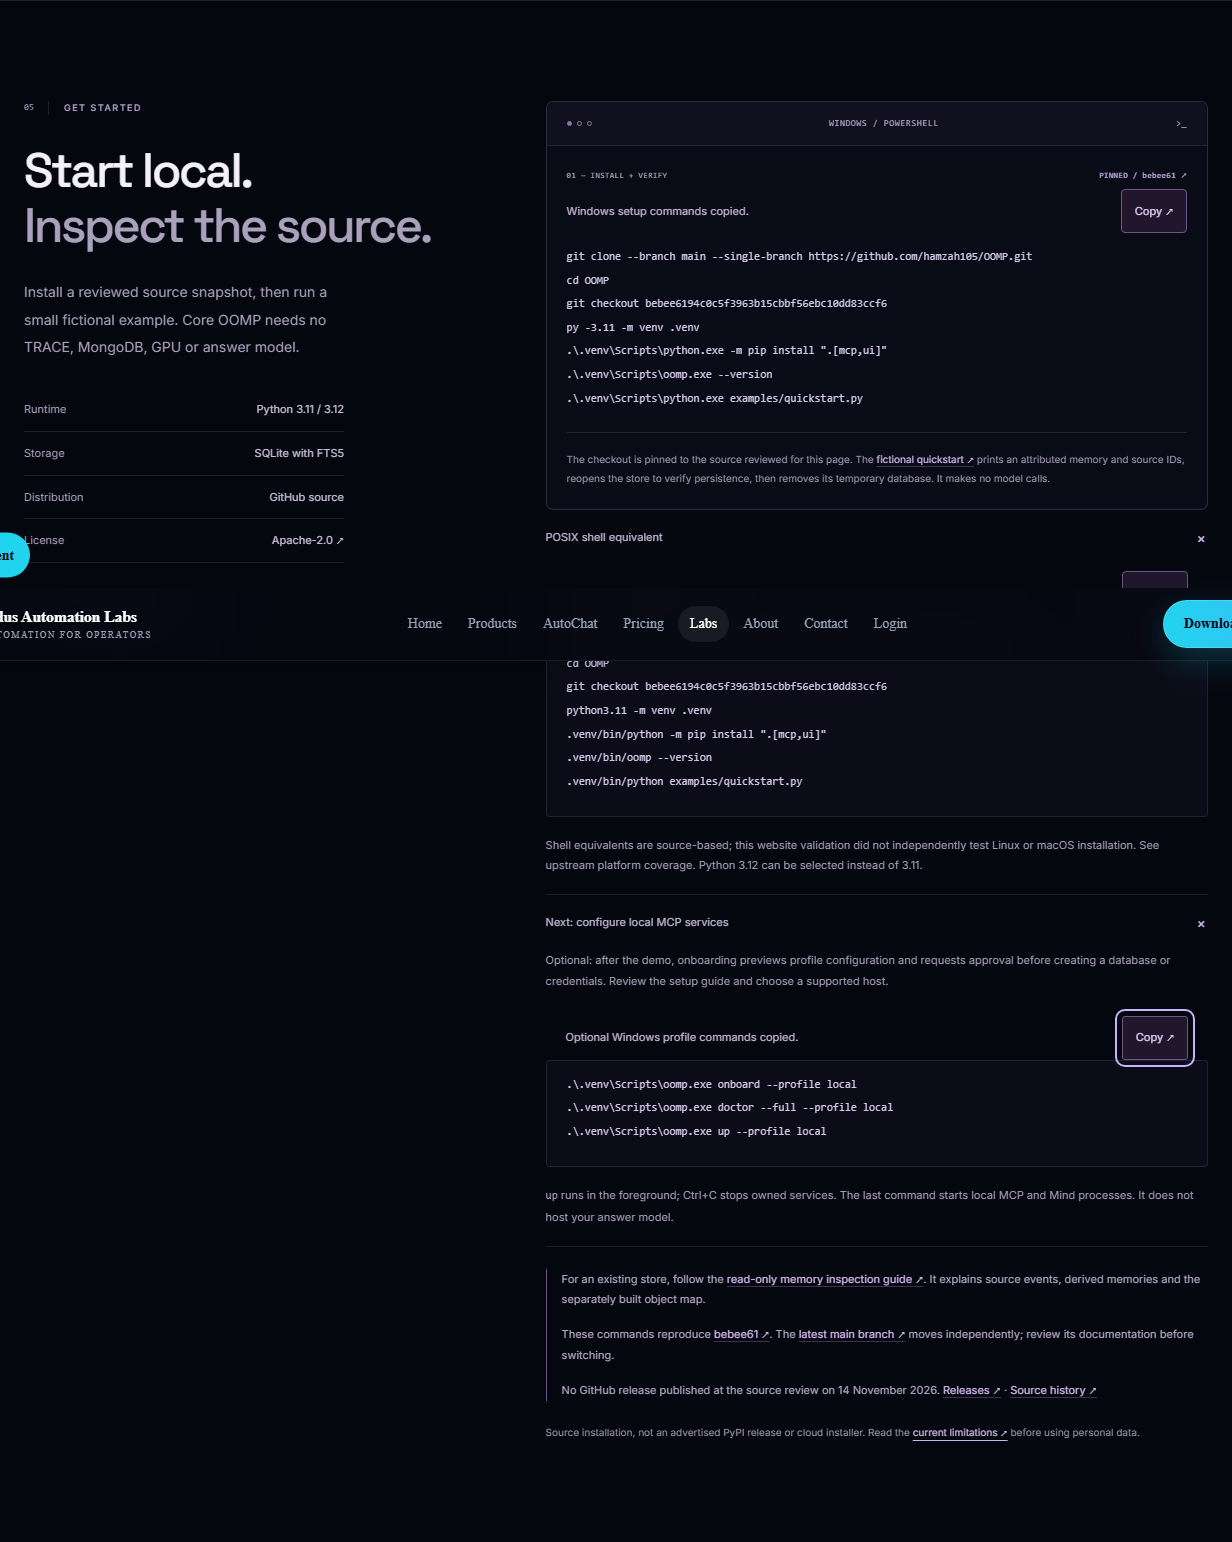 05 GET STARTED
Start local.
Inspect the source.
Install a reviewed source snapshot, then run a
small fictional example. Core OOMP needs no
TRACE, MongoDB, GPU or answer model.
Runtime Python 3.11 / 3.12
Storage SQLite with FTS5
Distribution GitHub source
License Apache-2.0 ↗
WINDOWS / POWERSHELL >_
01 — INSTALL + VERIFY PINNED / bebee61 ↗
Windows setup commands copied. Copy ↗
git clone --branch main --single-branch https://github.com/hamzah105/OOMP.git
cd OOMP
git checkout bebee6194c0c5f3963b15cbbf56ebc10dd83ccf6
py -3.11 -m venv .venv
.\.venv\Scripts\python.exe -m pip install ".[mcp,ui]"
.\.venv\Scripts\oomp.exe --version
.\.venv\Scripts\python.exe examples/quickstart.py
The checkout is pinned to the source reviewed for this page. The fictional quickstart ↗ prints an attributed memory and source IDs,
reopens the store to verify persistence, then removes its temporary database. It makes no model calls.
POSIX shell equivalent ×
ent
lus Automation Labs
TOMATION FOR OPERATORS
Home Products AutoChat Pricing Labs About Contact Login
cd OOMP
git checkout bebee6194c0c5f3963b15cbbf56ebc10dd83ccf6
python3.11 -m venv .venv
.venv/bin/python -m pip install ".[mcp,ui]"
.venv/bin/oomp --version
.venv/bin/python examples/quickstart.py
Shell equivalents are source-based; this website validation did not independently test Linux or macOS installation. See
upstream platform coverage. Python 3.12 can be selected instead of 3.11.
Next: configure local MCP services ×
Optional: after the demo, onboarding previews profile configuration and requests approval before creating a database or
credentials. Review the setup guide and choose a supported host.
Optional Windows profile commands copied. Copy ↗
.\.venv\Scripts\oomp.exe onboard --profile local
.\.venv\Scripts\oomp.exe doctor --full --profile local
.\.venv\Scripts\oomp.exe up --profile local
up runs in the foreground; Ctrl+C stops owned services. The last command starts local MCP and Mind processes. It does not
host your answer model.
For an existing store, follow the read-only memory inspection guide ↗. It explains source events, derived memories and the
separately built object map.
These commands reproduce bebee61 ↗. The latest main branch ↗ moves independently; review its documentation before
switching.
No GitHub release published at the source review on 14 November 2026. Releases ↗ · Source history ↗
Source installation, not an advertised PyPI release or cloud installer. Read the current limitations ↗ before using personal data.